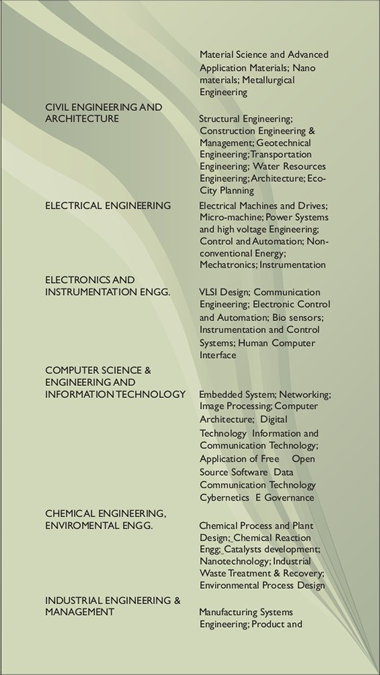 Material Science and Advanced
Application Materials; Nano
materials; Metallurgical
Engineering
CIVIL ENGINEERING AND
ARCHITECTURE
Structural Engineering;
Construction Engineering &
Management; Geotechnical
Engineering; Transportation
Engineering; Water Resources
Engineering; Architecture; Eco-
City Planning
ELECTRICAL ENGINEERING
Electrical Machines and Drives;
Micro-machine; Power Systems
and high voltage Engineering;
Control and Automation; Non-
conventional Energy;
Mechatronics; Instrumentation
ELECTRONICS AND
INSTRUMENTATION ENGG.
VLSI Design; Communication
Engineering; Electronic Control
and Automation; Bio sensors;
Instrumentation and Control
Systems; Human Computer
Interface
COMPUTER SCIENCE &
ENGINEERING AND
INFORMATION TECHNOLOGY
Embedded System; Networking;
Image Processing; Computer
Architecture; Digital
Technology Information and
Communication Technology;
Application of Free Open
Source Software Data
Communication Technology
Cybernetics E Governance
CHEMICAL ENGINEERING,
ENVIROMENTAL ENGG.
Chemical Process and Plant
Design; Chemical Reaction
Engg; Catalysts development;
Nanotechnology; Industrial
Waste Treatment & Recovery;
Environmental Process Design
INDUSTRIAL ENGINEERING &
MANAGEMENT
Manufacturing Systems
Engineering; Product and